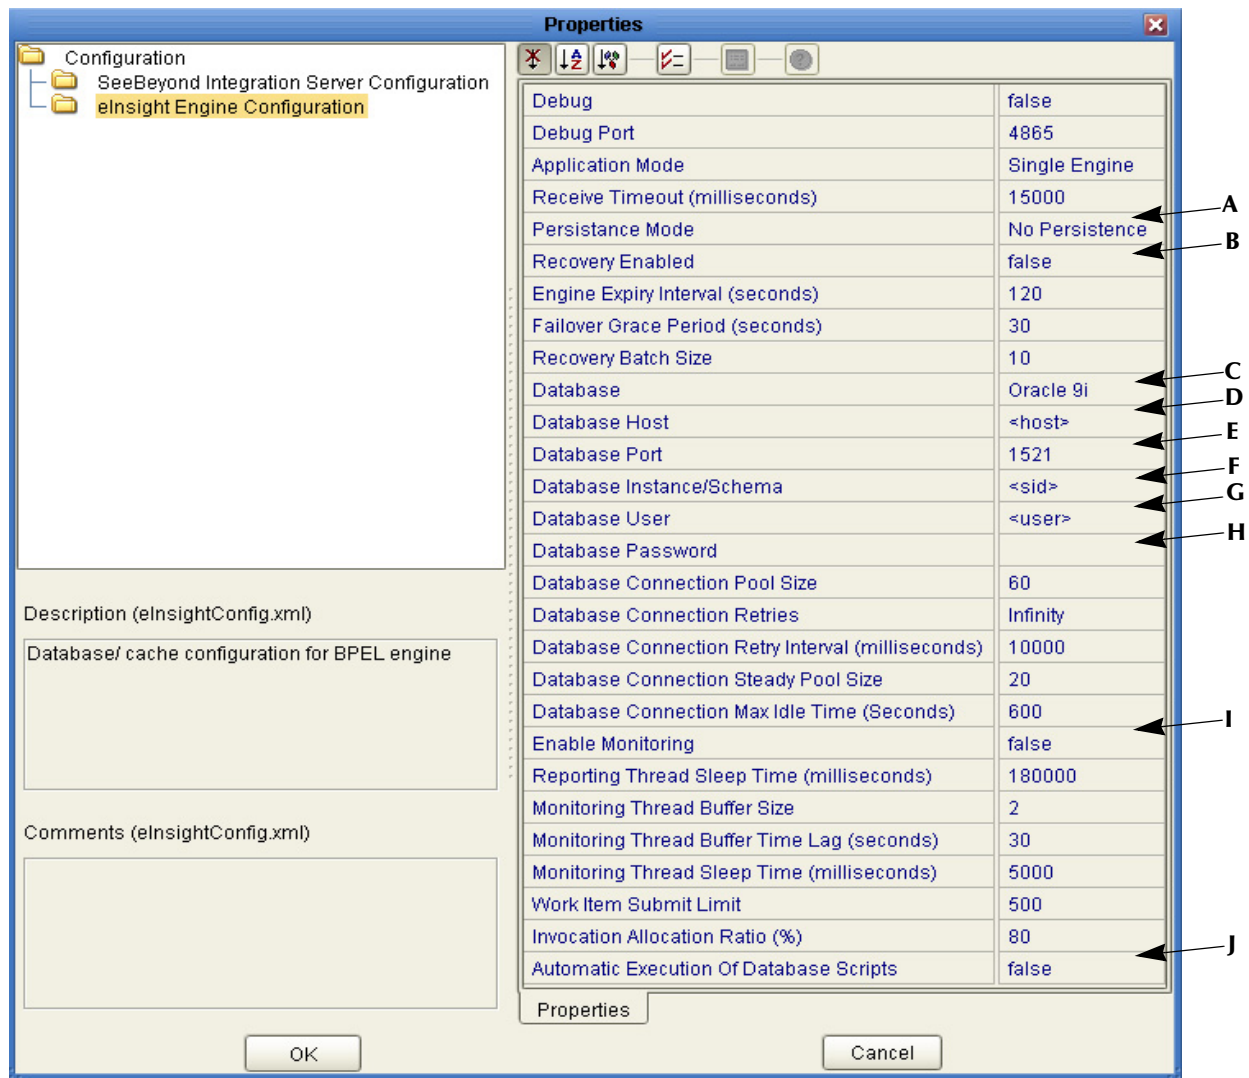 Properties
Configuration
SeeBeyond Integration Server Configuration
eInsight Engine Configuration
Debug false
Debug Port 4865
Application Mode Single Engine
Receive Timeout (milliseconds) 15000
A
Persistance Mode No Persistence
B
Recovery Enabled false
Engine Expiry Interval (seconds) 120
Failover Grace Period (seconds) 30
Recovery Batch Size 10
C
Database Oracle 9i
D
Database Host <host>
E
Database Port 1521
F
Database Instance/Schema <sid>
G
Database User <user>
H
Database Password
Database Connection Pool Size 60
Database Connection Retries Infinity
Database Connection Retry Interval (milliseconds) 10000
Database Connection Steady Pool Size 20
Database Connection Max Idle Time (Seconds) 600
I
Enable Monitoring false
Reporting Thread Sleep Time (milliseconds) 180000
Monitoring Thread Buffer Size 2
Monitoring Thread Buffer Time Lag (seconds) 30
Monitoring Thread Sleep Time (milliseconds) 5000
Work Item Submit Limit 500
Invocation Allocation Ratio (%) 80
J
Automatic Execution Of Database Scripts false
Properties
Description (eInsightConfig.xml)
Database/ cache configuration for BPEL engine
Comments (eInsightConfig.xml)
OK
Cancel